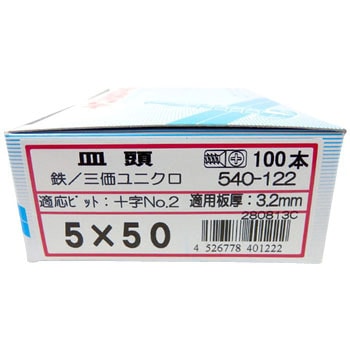 皿頭
100本
鉄／三価ユニクロ
540-122
適応ビット：十字No.2
適用板厚：3.2mm
280813C
5×50
4 526778 401222